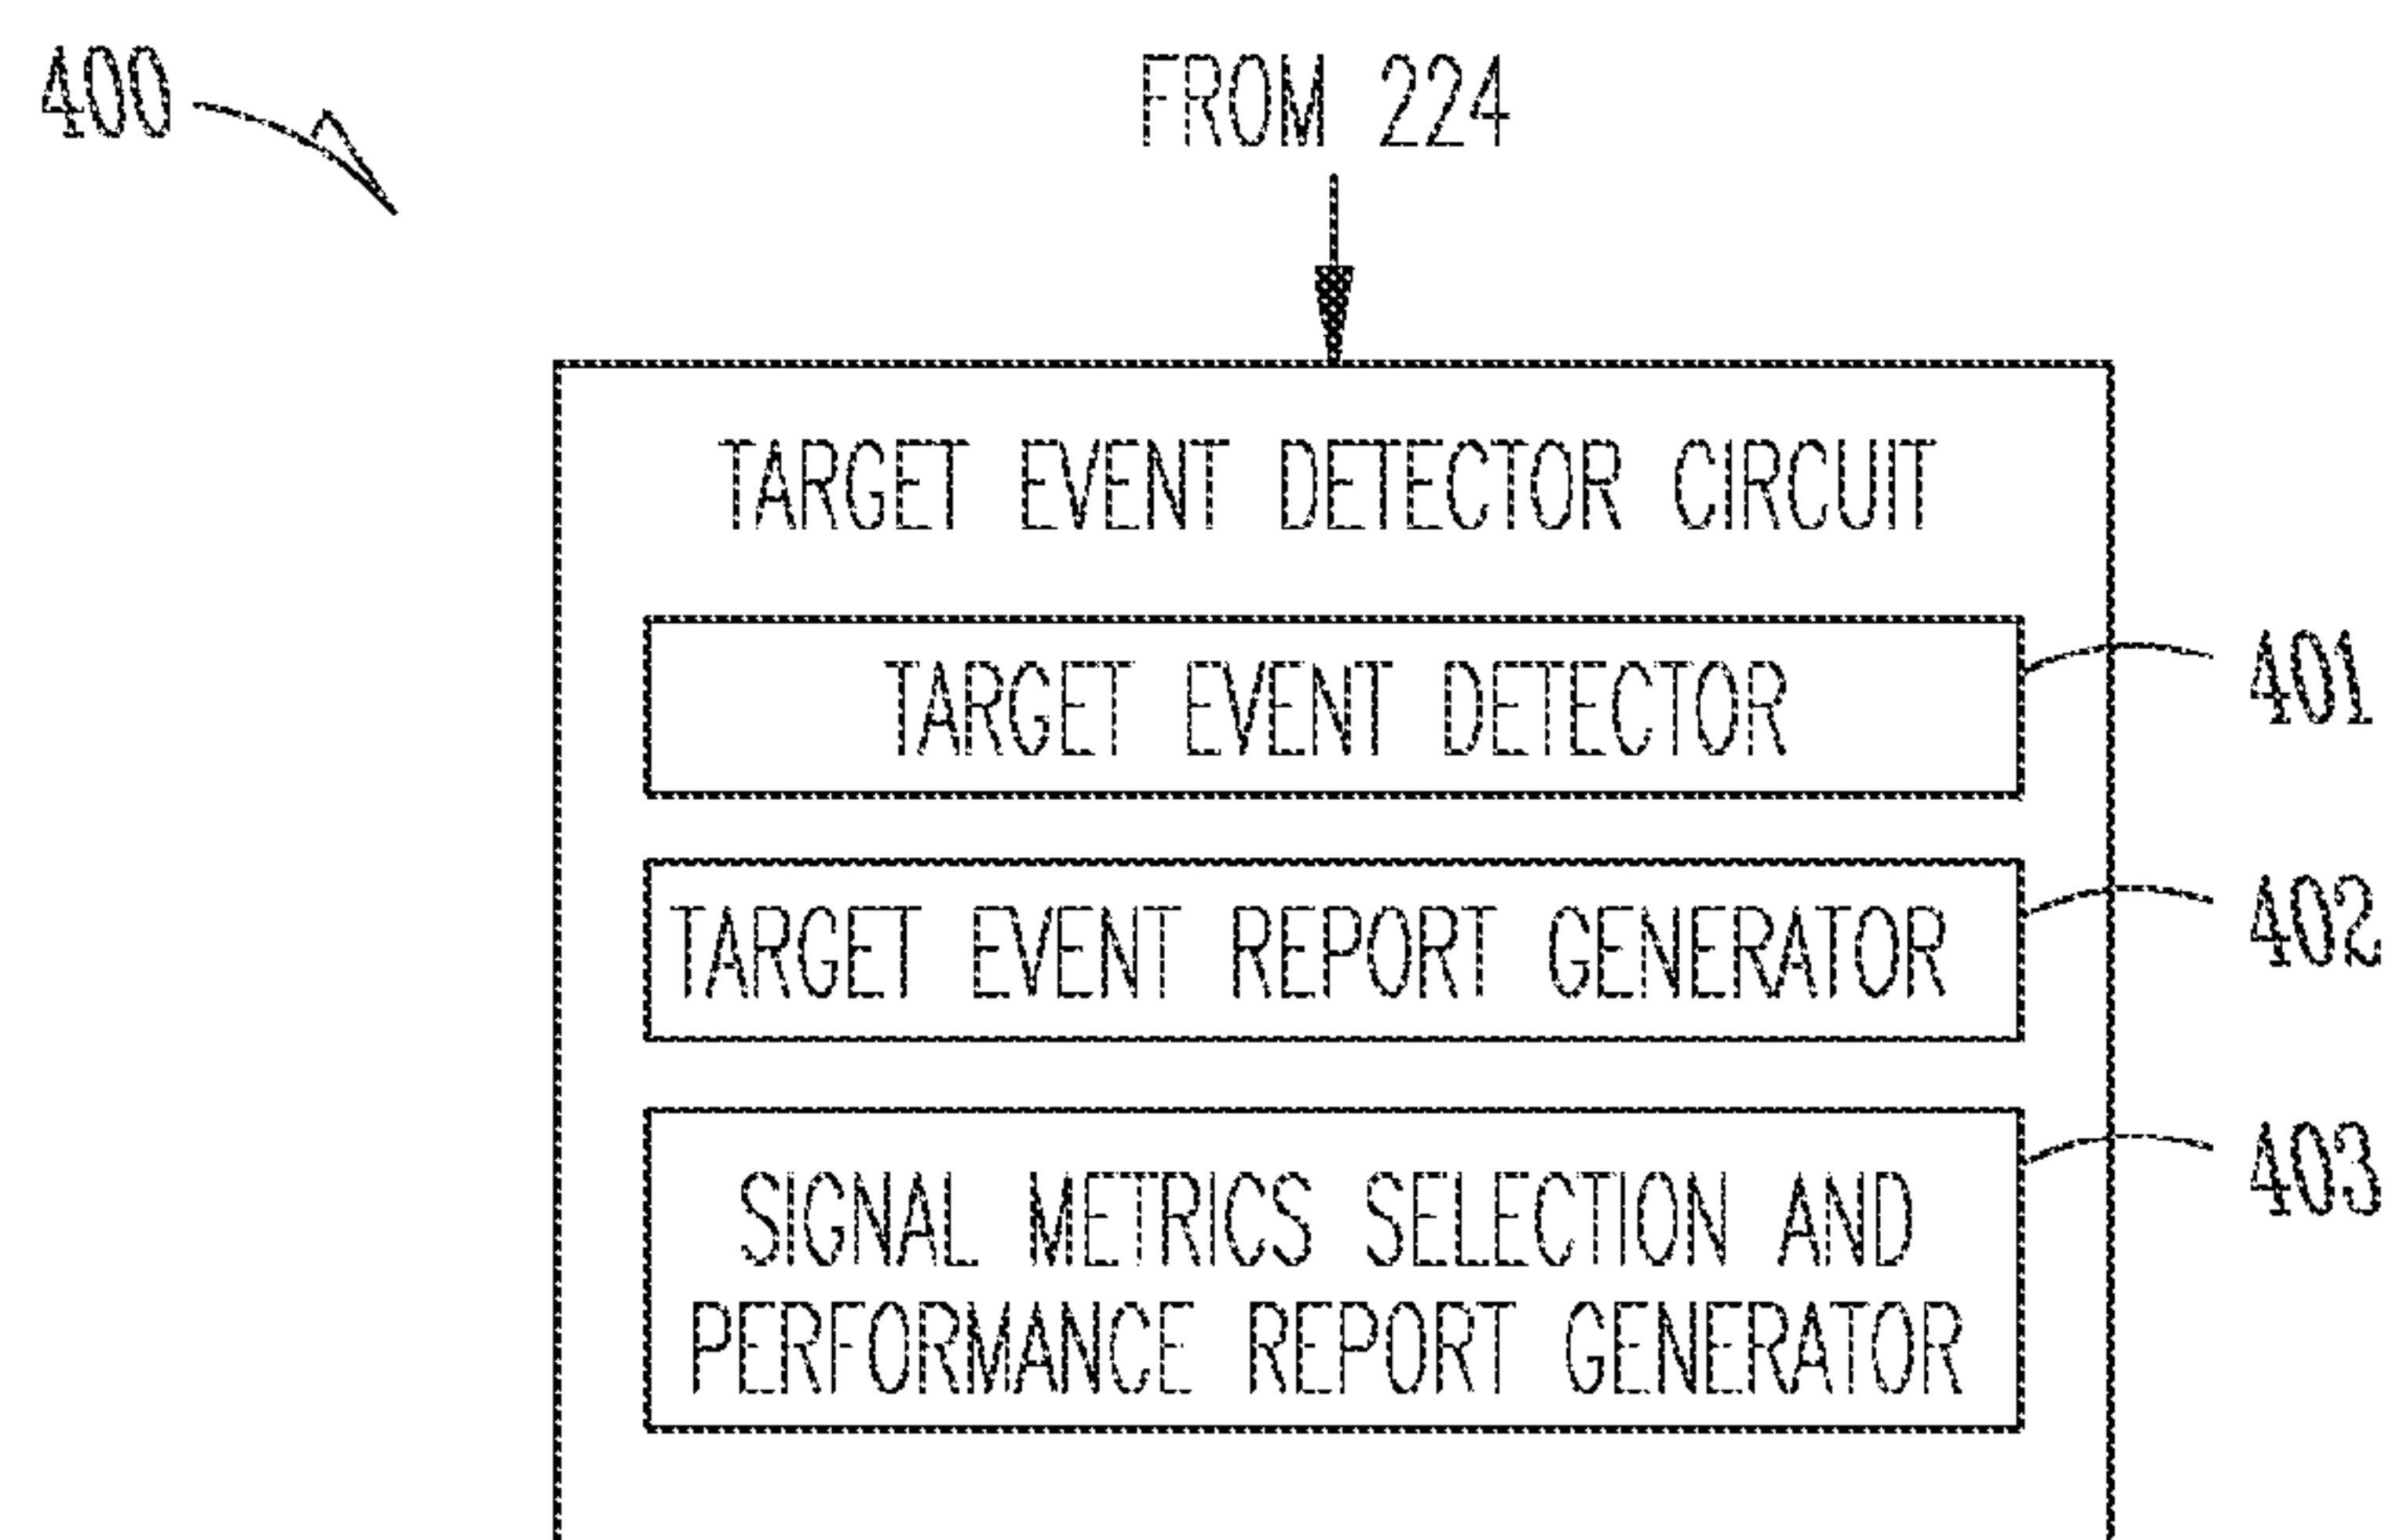 400
FROM 224
TARGET EVENT DETECTOR CIRCUIT
TARGET EVENT DETECTOR
401
TARGET EVENT REPORT GENERATOR
402
SIGNAL METRICS SELECTION AND
PERFORMANCE REPORT GENERATOR
403